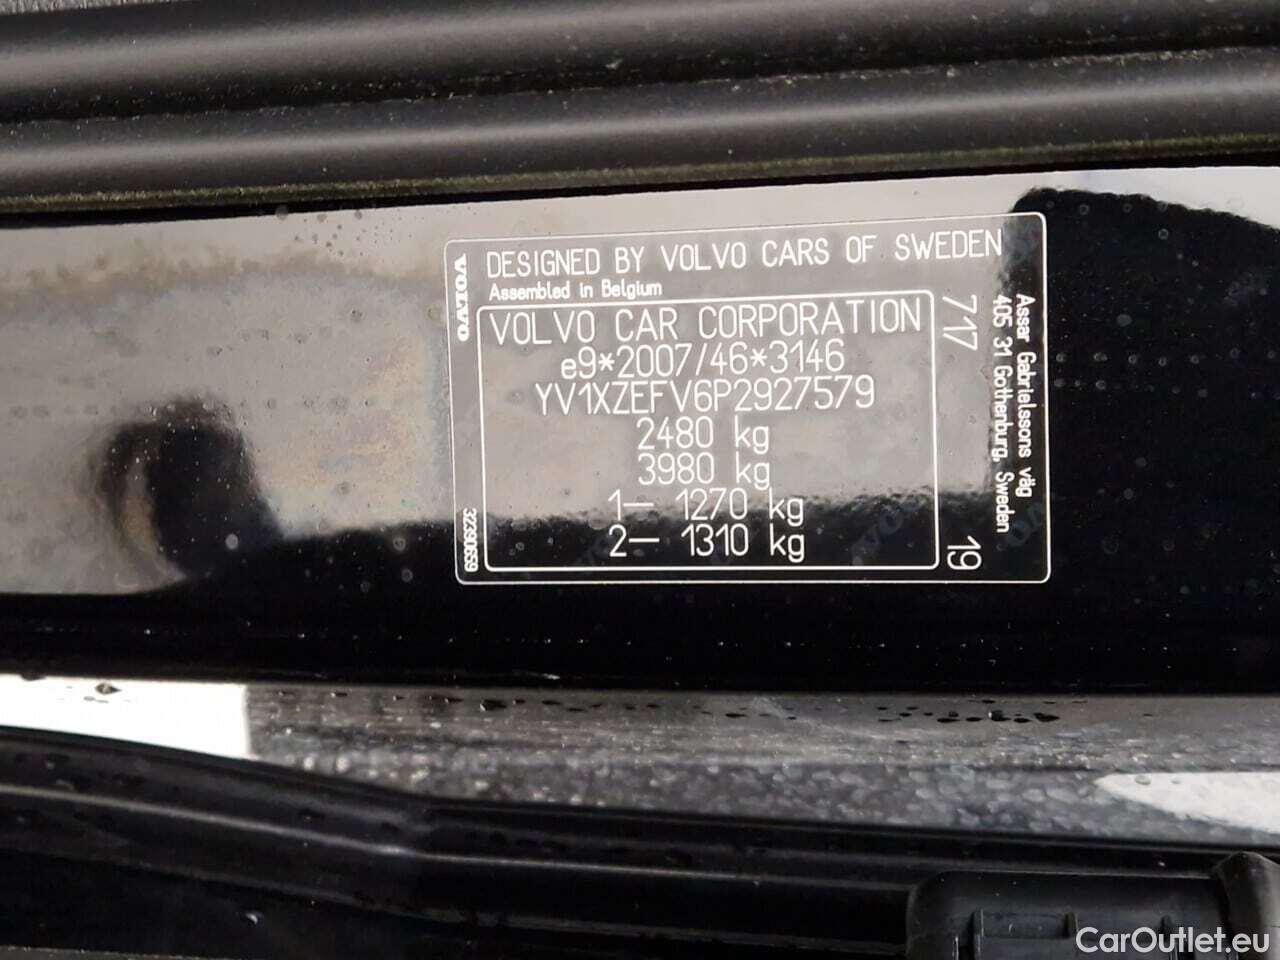 VOLVO
DESIGNED BY VOLVO CARS OF SWEDEN
Assembled in Belgium
VOLVO CAR CORPORATION
e9*2007/46*3146
YV1XZEFV6P2927579
2480 kg
3980 kg
1– 1270 kg
2– 1310 kg
32390659
717
19
Assar Gabrielssons väg
405 31 Gothenburg, Sweden
CarOutlet.eu